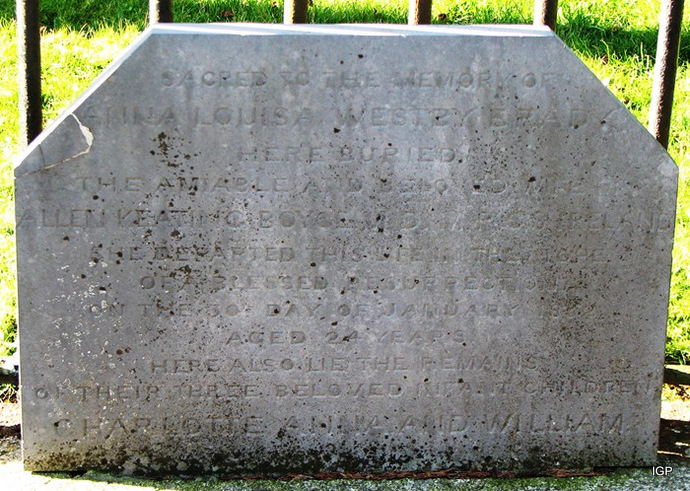 SACRED TO THE MEMORY OF
ANNA LOUISA WESTBY BRADY
HERE BURIED
THE AMIABLE AND BELOVED WIFE
ALLEN KEATING BOYCE IRELAND
SHE DEPARTED THIS LIFE IN THE HOPE
OF A BLESSED RESURRECTION
ON THE 30 DAY OF JANUARY
AGED 24 YEARS
HERE ALSO LIE THE REMAINS
OF THEIR THREE BELOVED CHILDREN
CHARLOTTE ANNA AND WILLIAM
IGP